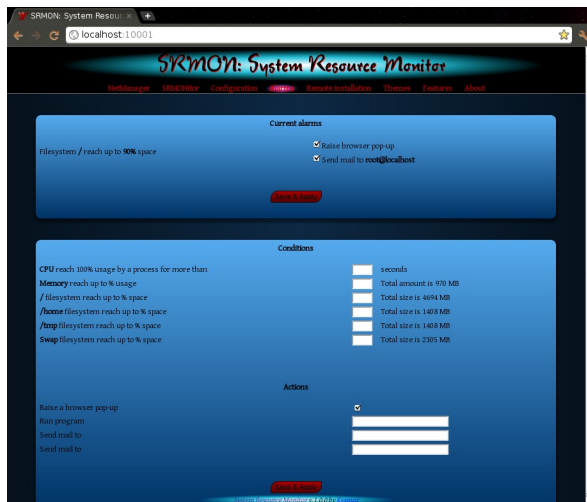 SRMON: System Resour
localhost:10001
SRMON: System Resource Monitor
NetManager SRMONitor Configuration Remote installation Themes Features About
Current alarms
Filesystem / reach up to 90% space
Raise browser pop-up
Send mail to root@localhost
Save & Apply
Conditions
CPU reach 100% usage by a process for more than seconds
Memory reach up to % usage Total amount is 970 MB
/ filesystem reach up to % space Total size is 4694 MB
/home filesystem reach up to % space Total size is 1408 MB
/tmp filesystem reach up to % space Total size is 1408 MB
Swap filesystem reach up to % space Total size is 2305 MB
Actions
Raise a browser pop-up
Run program
Send mail to
Send mail to
Save & Apply